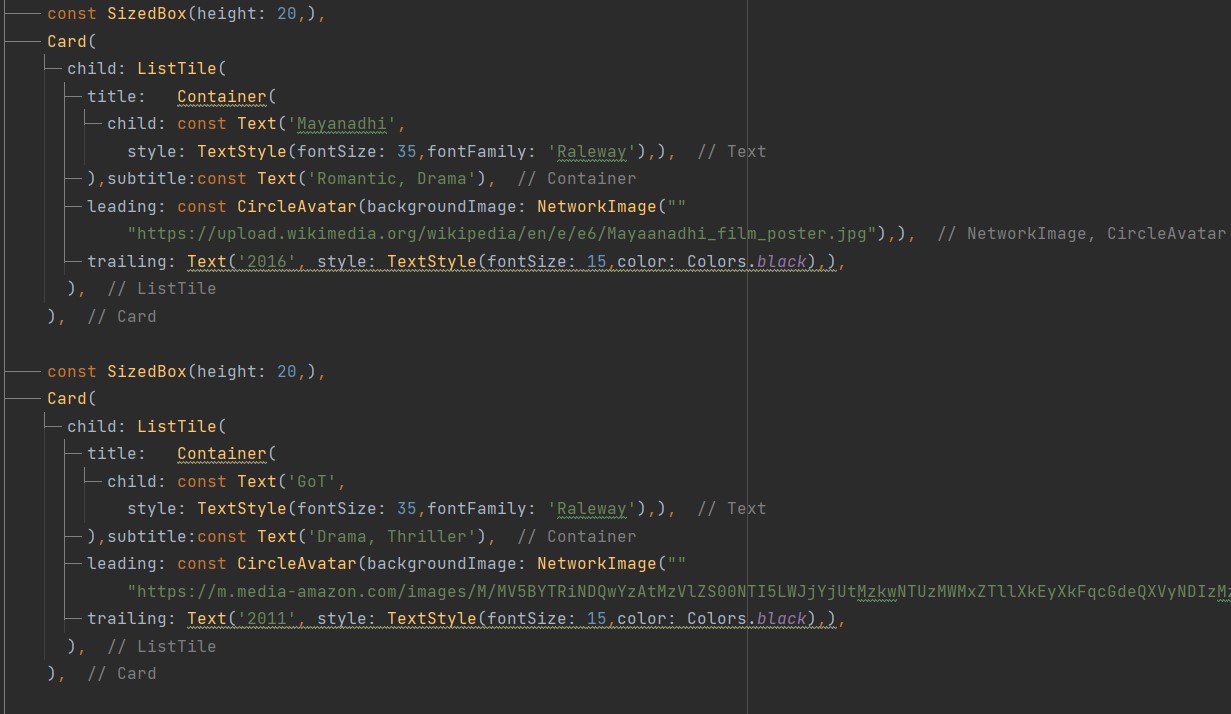 const SizedBox(height: 20,),
Card(
child: ListTile(
title:   Container(
child: const Text('Mayanadhi',
style: TextStyle(fontSize: 35,fontFamily: 'Raleway'),),  // Text
),subtitle:const Text('Romantic, Drama'),  // Container
leading: const CircleAvatar(backgroundImage: NetworkImage(""
"https://upload.wikimedia.org/wikipedia/en/e/e6/Mayaanadhi_film_poster.jpg"),),  // NetworkImage, CircleAvatar
trailing: Text('2016', style: TextStyle(fontSize: 15,color: Colors.black),),
),  // ListTile
),  // Card
const SizedBox(height: 20,),
Card(
child: ListTile(
title:   Container(
child: const Text('GoT',
style: TextStyle(fontSize: 35,fontFamily: 'Raleway'),),  // Text
),subtitle:const Text('Drama, Thriller'),  // Container
leading: const CircleAvatar(backgroundImage: NetworkImage(""
"https://m.media-amazon.com/images/M/MV5BYTRiNDQwYzAtMzVlZS00NTI5LWJjYjUtMzkwNTUzMWMxZTllXkEyXkFqcGdeQXVyNDIzMz
trailing: Text('2011', style: TextStyle(fontSize: 15,color: Colors.black),),
),  // ListTile
),  // Card